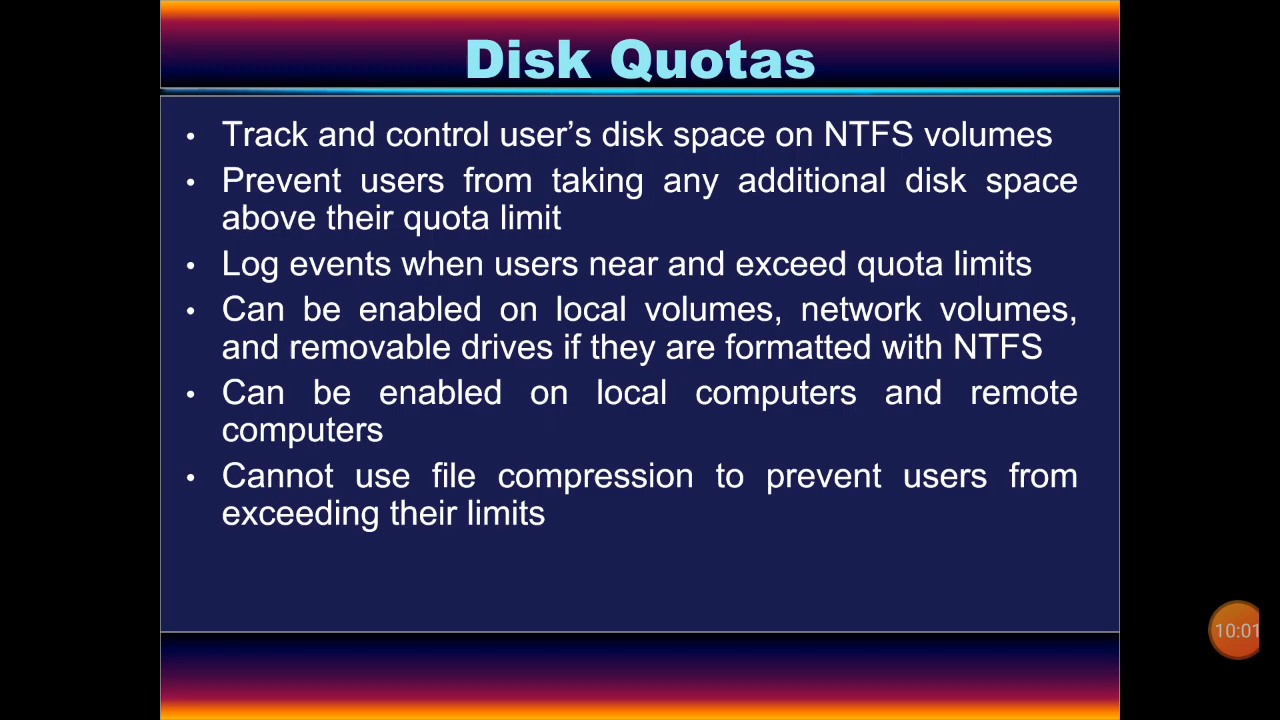 Disk Quotas
• Track and control user’s disk space on NTFS volumes
• Prevent users from taking any additional disk space
above their quota limit
• Log events when users near and exceed quota limits
• Can be enabled on local volumes, network volumes,
and removable drives if they are formatted with NTFS
• Can be enabled on local computers and remote
computers
• Cannot use file compression to prevent users from
exceeding their limits
10:01